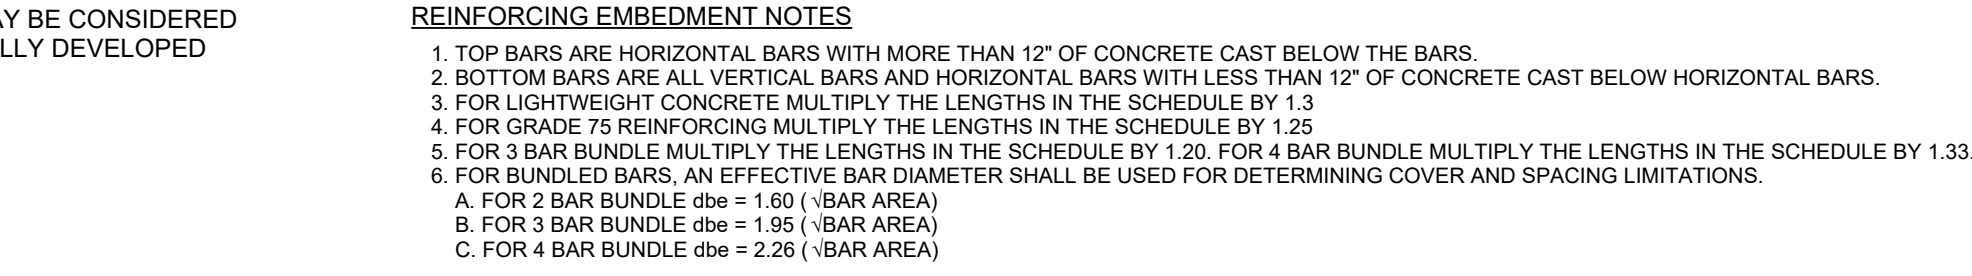 AY BE CONSIDERED
LLY DEVELOPED
REINFORCING EMBEDMENT NOTES
1. TOP BARS ARE HORIZONTAL BARS WITH MORE THAN 12" OF CONCRETE CAST BELOW THE BARS.
2. BOTTOM BARS ARE ALL VERTICAL BARS AND HORIZONTAL BARS WITH LESS THAN 12" OF CONCRETE CAST BELOW HORIZONTAL BARS.
3. FOR LIGHTWEIGHT CONCRETE MULTIPLY THE LENGTHS IN THE SCHEDULE BY 1.3
4. FOR GRADE 75 REINFORCING MULTIPLY THE LENGTHS IN THE SCHEDULE BY 1.25
5. FOR 3 BAR BUNDLE MULTIPLY THE LENGTHS IN THE SCHEDULE BY 1.20. FOR 4 BAR BUNDLE MULTIPLY THE LENGTHS IN THE SCHEDULE BY 1.33.
6. FOR BUNDLED BARS, AN EFFECTIVE BAR DIAMETER SHALL BE USED FOR DETERMINING COVER AND SPACING LIMITATIONS.
A. FOR 2 BAR BUNDLE dbe = 1.60 ( √BAR AREA)
B. FOR 3 BAR BUNDLE dbe = 1.95 ( √BAR AREA)
C. FOR 4 BAR BUNDLE dbe = 2.26 ( √BAR AREA)